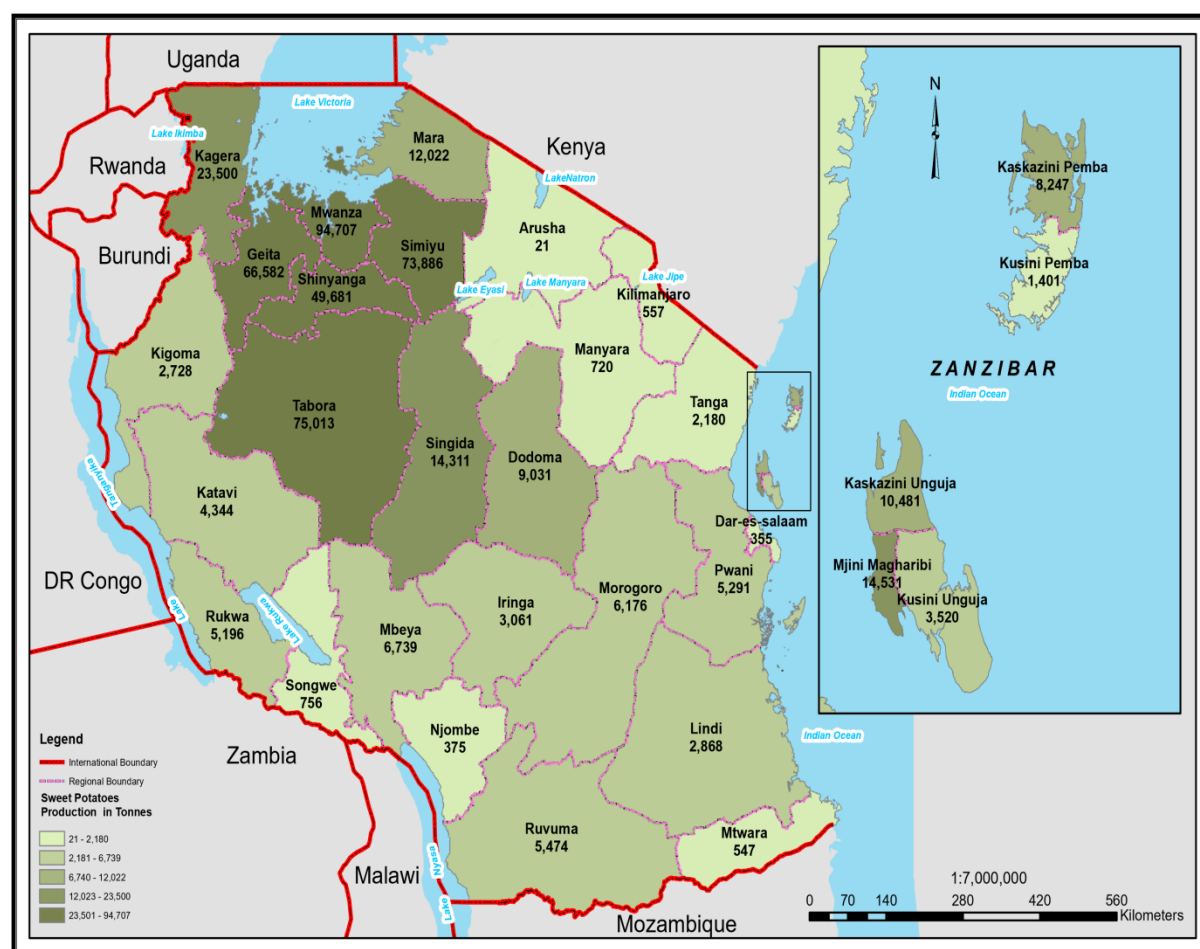 Uganda
Lake Victoria
Lake Ikimba
Kagera
23,500
Mara
12,022
Kenya
Rwanda
LakeNatron
Mwanza
94,707
Arusha
21
Burundi
Geita
66,582
Simiyu
73,886
Shinyanga
49,681
Lake Eyasi
Lake Manyara
Lake Jipe
Kilimanjaro
557
Kigoma
2,728
Manyara
720
Tabora
75,013
Tanga
2,180
Singida
14,311
Dodoma
9,031
Lake
Tanganyika
Katavi
4,344
Dar-es-salaam
355
Pwani
5,291
DR Congo
Morogoro
6,176
Iringa
3,061
Rukwa
5,196
Lake Rukwa
Mbeya
6,739
Songwe
756
Njombe
375
Lindi
2,868
Indian Ocean
Zambia
Ruvuma
5,474
Mtwara
547
Malawi
Lake
Nyasa
Mozambique
N
Kaskazini Pemba
8,247
Kusini Pemba
1,401
ZANZIBAR
Indian Ocean
Kaskazini Unguja
10,481
Mjini Magharibi
14,531
Kusini Unguja
3,520
Legend
International Boundary
Regional Boundary
Sweet Potatoes
Production in Tonnes
21 - 2,180
2,181 - 6,739
6,740 - 12,022
12,023 - 23,500
23,501 - 94,707
1:7,000,000
0 70 140 280 420 560
Kilometers